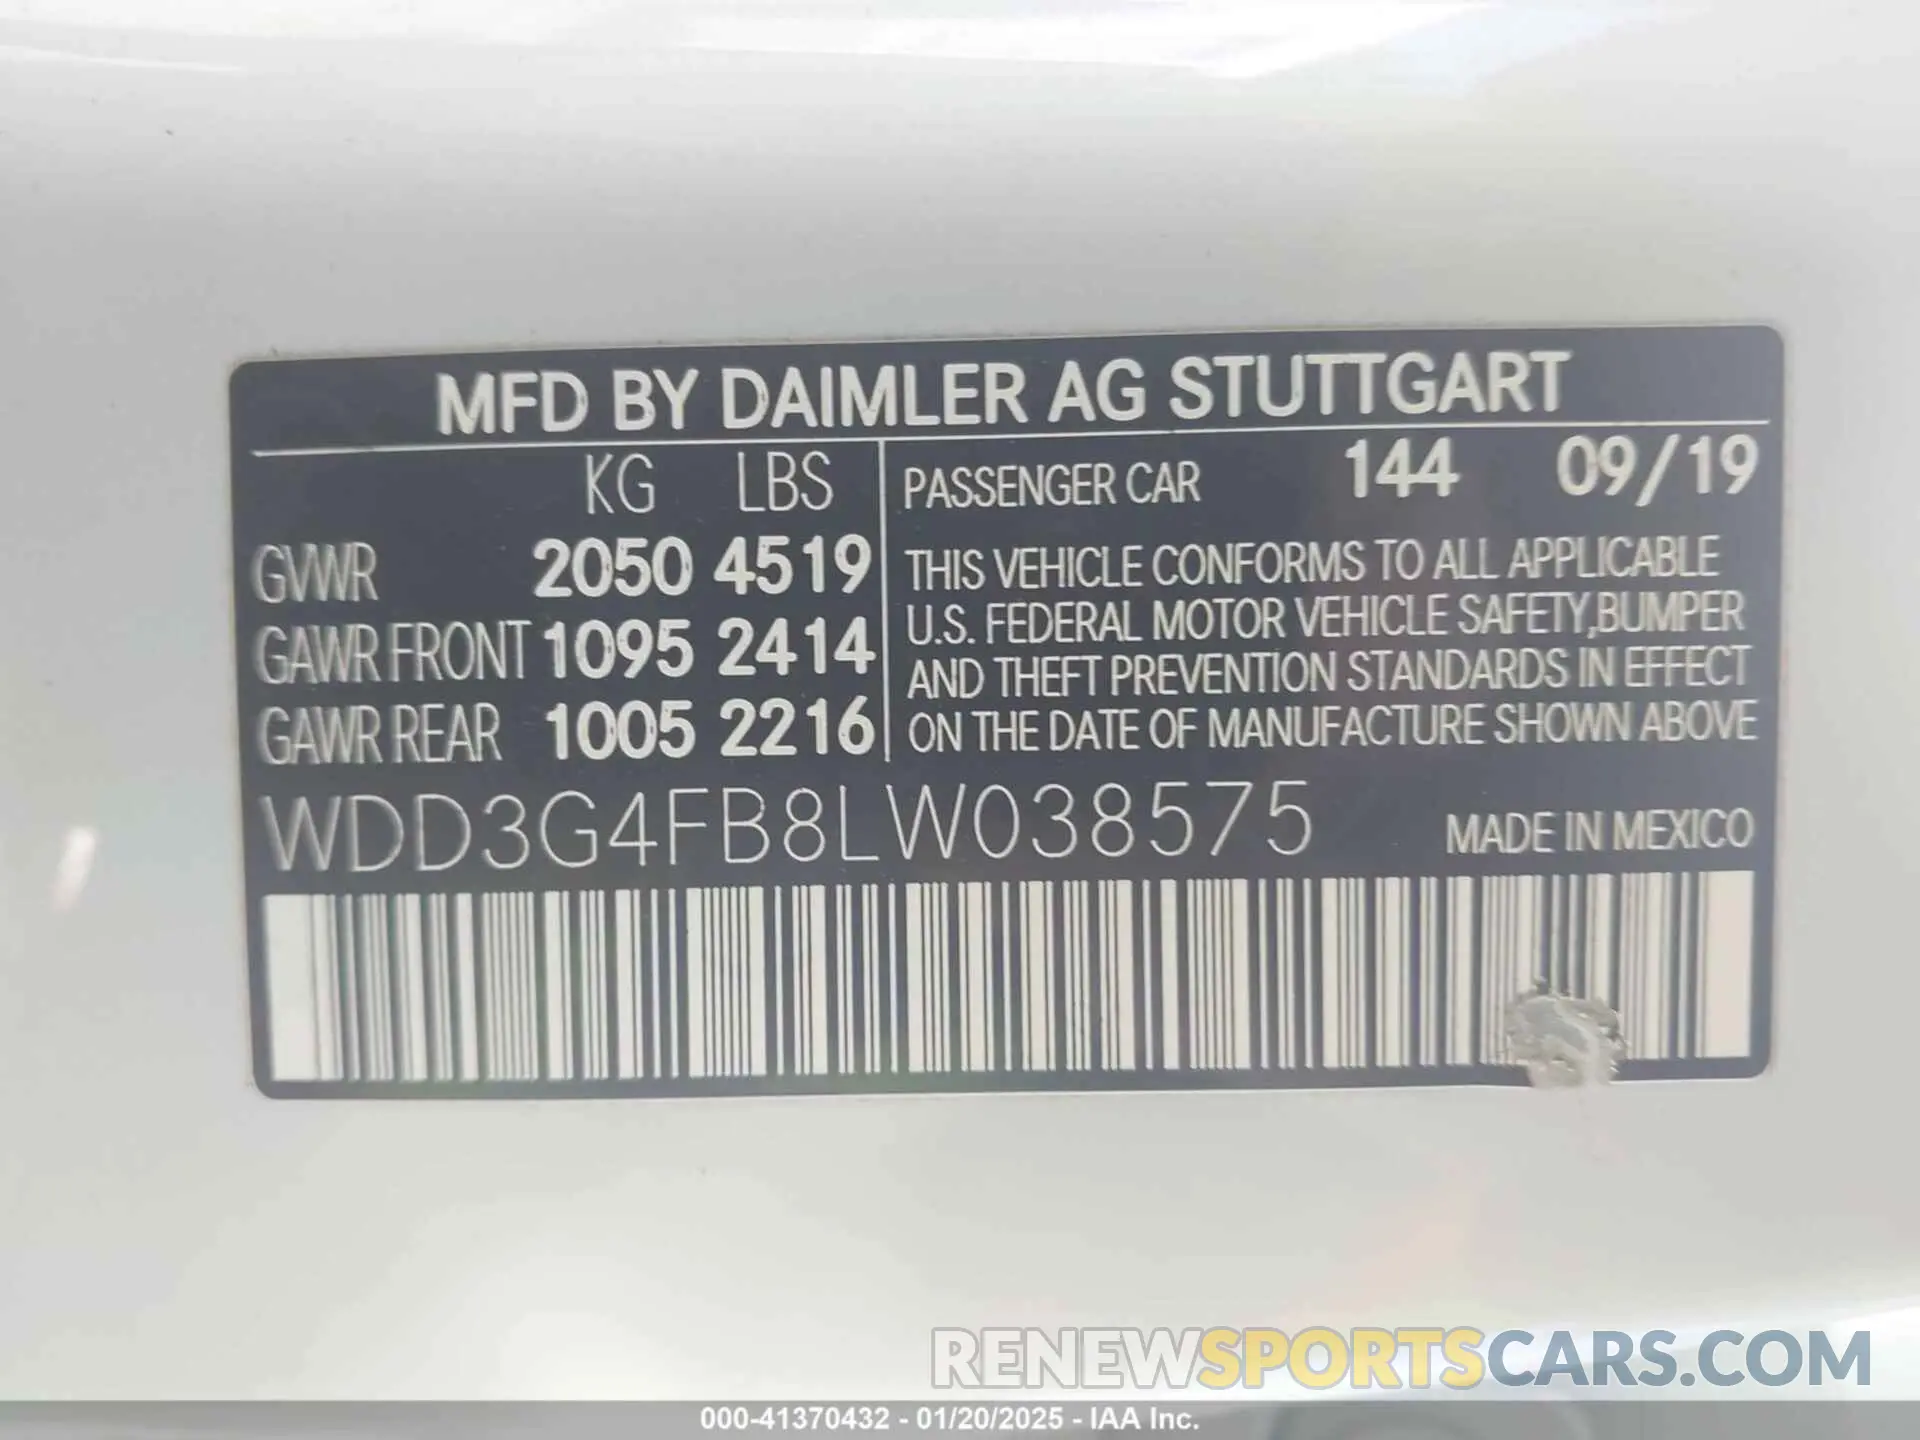 MFD BY DAIMLER AG STUTTGART
KG LBS
GVWR 2050 4519
GAWR FRONT 1095 2414
GAWR REAR 1005 2216
PASSENGER CAR 144 09/19
THIS VEHICLE CONFORMS TO ALL APPLICABLE
U.S. FEDERAL MOTOR VEHICLE SAFETY,BUMPER
AND THEFT PREVENTION STANDARDS IN EFFECT
ON THE DATE OF MANUFACTURE SHOWN ABOVE
WDD3G4FB8LW038575 MADE IN MEXICO
RENEWSPORTSCARS.COM
000-41370432 - 01/20/2025 - IAA Inc.